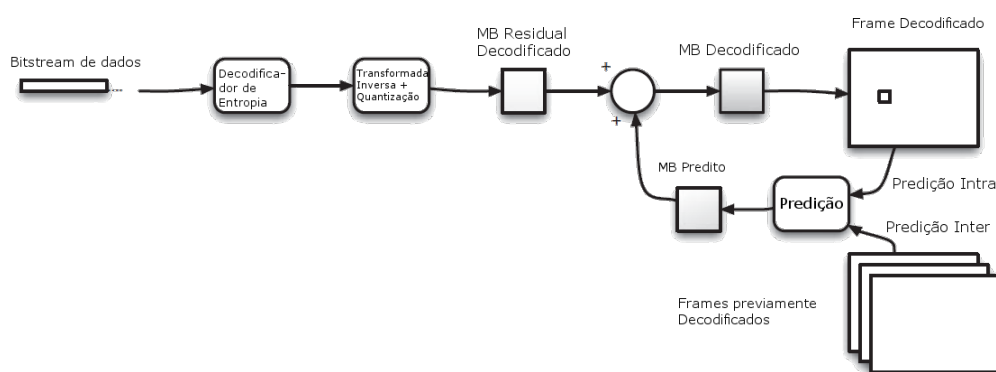 Bitstream de dados
Decodifica-
dor de
Entropia
Transformada
Inversa +
Quantização
MB Residual
Decodificado
+
+
MB Decodificado
Frame Decodificado
MB Predito
Predição
Predição Intra
Predição Inter
Frames previamente
Decodificados